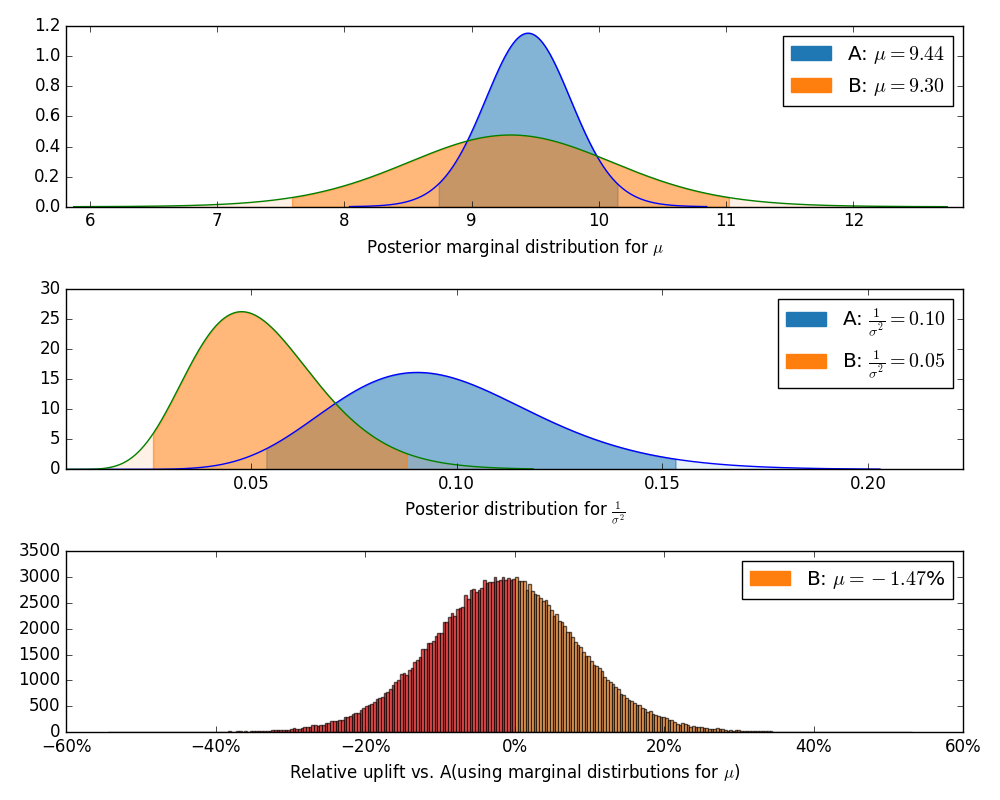 1.2
1.0
0.8
0.6
0.4
0.2
0.0
A: μ = 9.44
B: μ = 9.30
6 7 8 9 10 11 12
Posterior marginal distribution for μ
30
25
20
15
10
5
0
A: 1/σ² = 0.10
B: 1/σ² = 0.05
0.05 0.10 0.15 0.20
Posterior distribution for 1/σ²
3500
3000
2500
2000
1500
1000
500
0
B: μ = −1.47%
−60% −40% −20% 0% 20% 40% 60%
Relative uplift vs. A(using marginal distirbutions for μ)